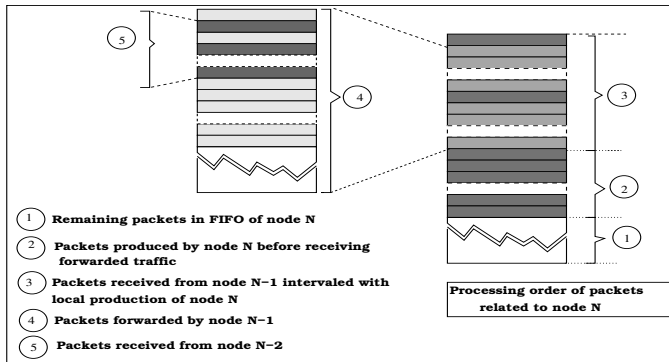 5
4
3
2
1
1 Remaining packets in FIFO of node N
2 Packets produced by node N before receiving
forwarded traffic
3 Packets received from node N−1 intervaled with
local production of node N
4 Packets forwarded by node N−1
5 Packets received from node N−2
Processing order of packets
related to node N